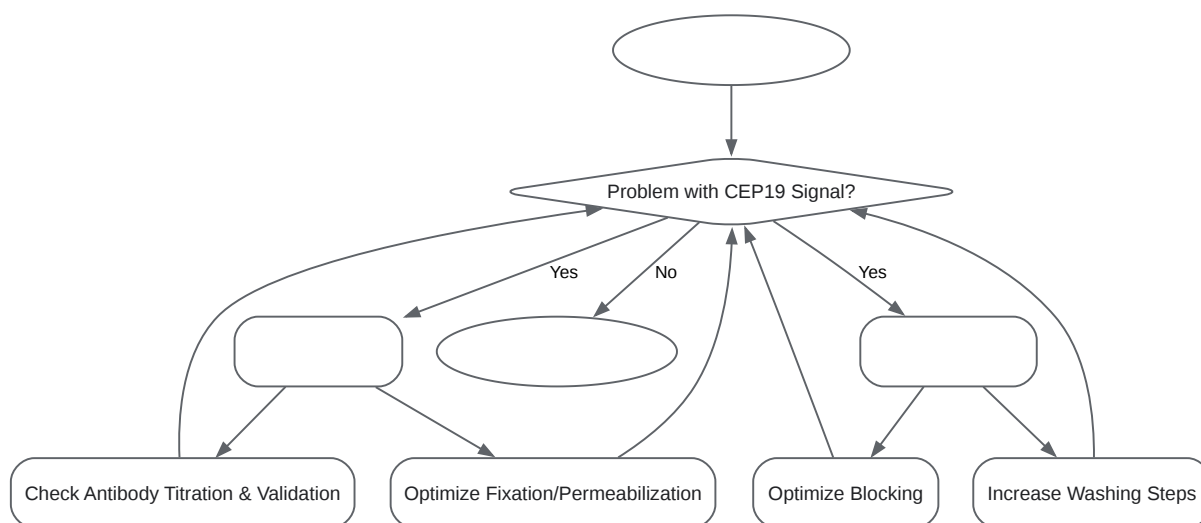 Problem with CEP19 Signal?
Yes
No
Yes
Check Antibody Titration & Validation
Optimize Fixation/Permeabilization
Optimize Blocking
Increase Washing Steps